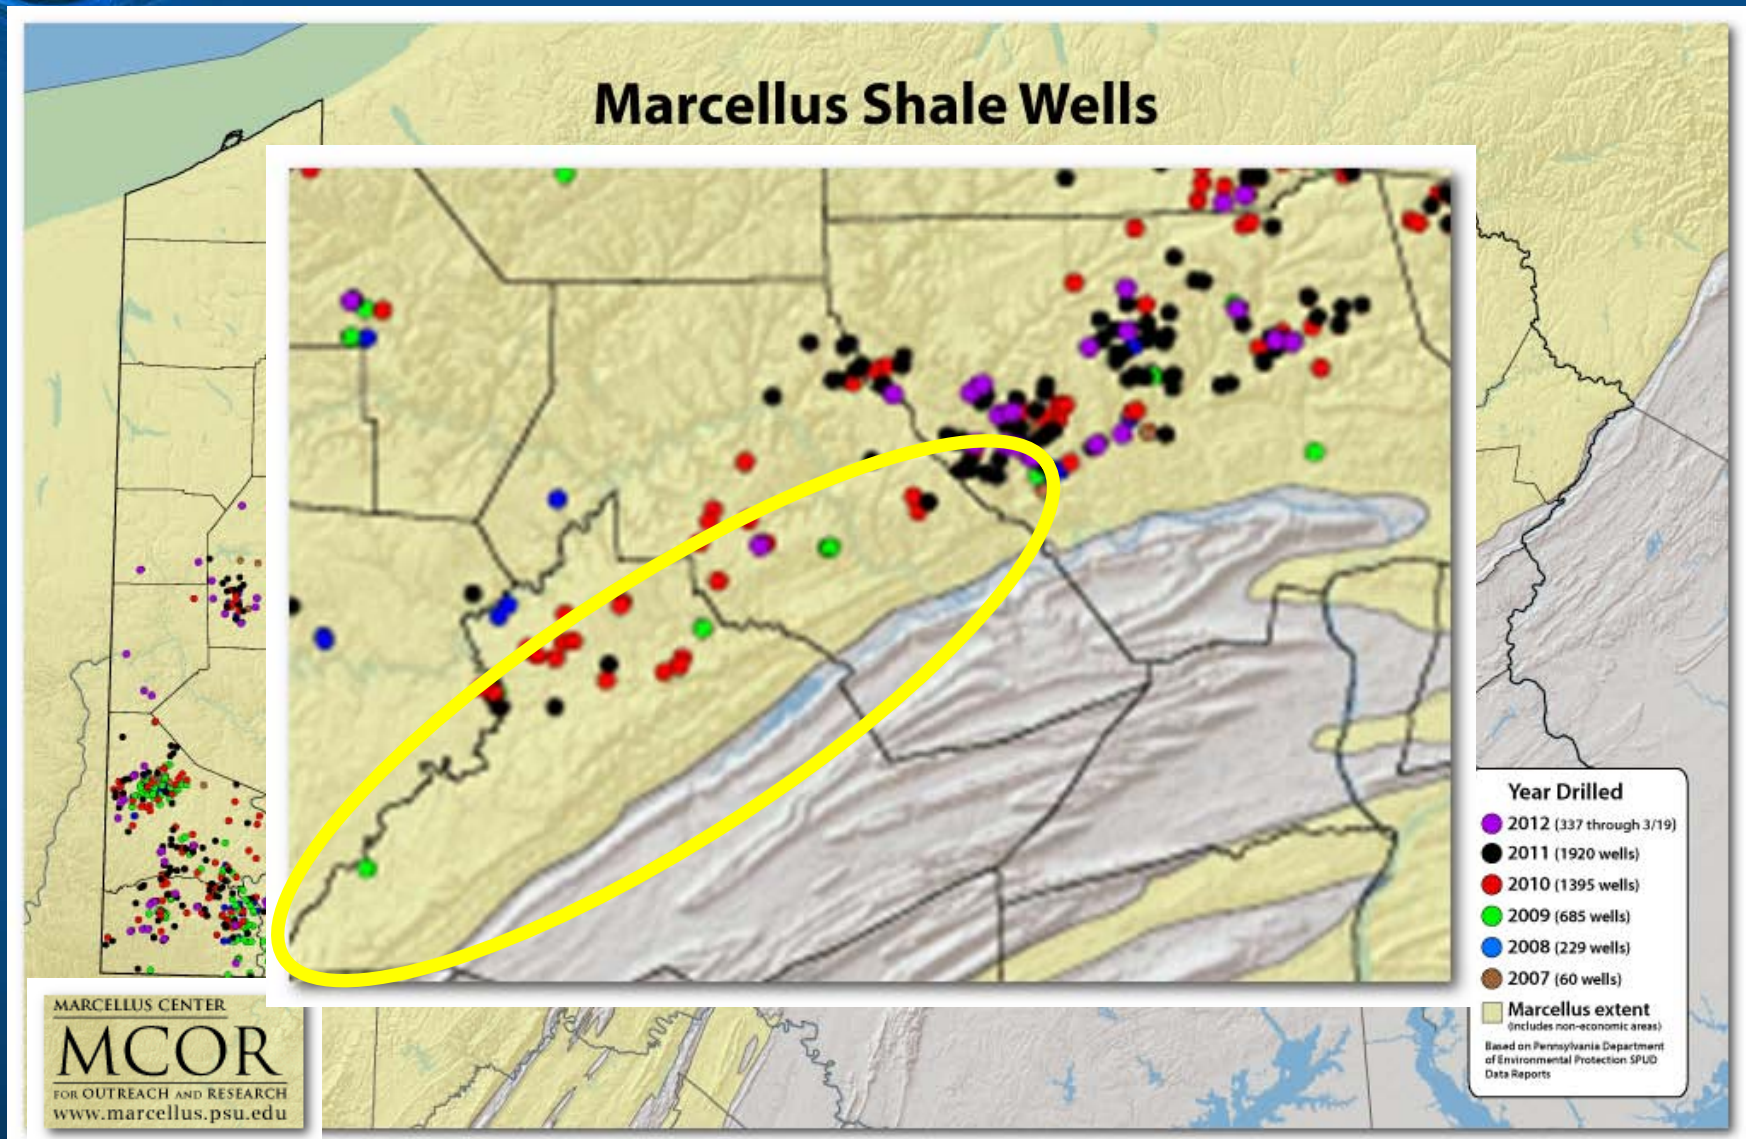 Marcellus Shale Wells
Year Drilled
2012 (337 through 3/19)
2011 (1920 wells)
2010 (1395 wells)
2009 (685 wells)
2008 (229 wells)
2007 (60 wells)
Marcellus extent
(includes non-economic areas)
Based on Pennsylvania Department
of Environmental Protection SPUD
Data Reports
MARCELLUS CENTER
MCOR
FOR OUTREACH AND RESEARCH
www.marcellus.psu.edu